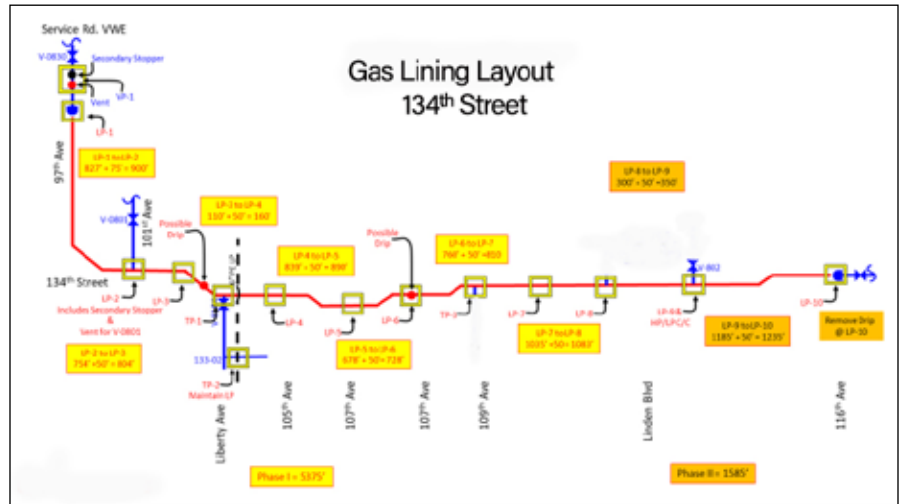 Service Rd. VWE
V-0830
Secondary Stopper
VP-1
Vent
LP-1
Gas Lining Layout
134th Street
97th Ave
LP-1 to LP-2
827' + 75' = 900'
V-0801
101st Ave
LP-3 to LP-4
110' + 50' = 160'
Possible
Drip
LP-4 to LP-5
839' + 50' = 899'
Possible
Drip
LP-6 to LP-7
760' + 50' =810
LP-8 to LP-9
300' + 50' =350'
V-802
134th Street
LP-2
Includes Secondary Stopper
&
Vent for V-0801
LP-3
TP-1
LP-4
LP-5
LP-6
LP-7
LP-8
HP/LP C/C
LP-10
LP-2 to LP-3
754' +50' = 804'
LP-5 to LP-6
678' + 50'= 728'
LP-7 to LP-8
1035' +50= 1083'
LP-9 to LP-10
1185' + 50' = 1235'
Remove Drip
@ LP-10
133-02
TP-2
Maintain LP
Liberty Ave
105th Ave
107th Ave
107th Ave
109th Ave
Linden Blvd
116th Ave
Phase I = 5375'
Phase II = 1585'